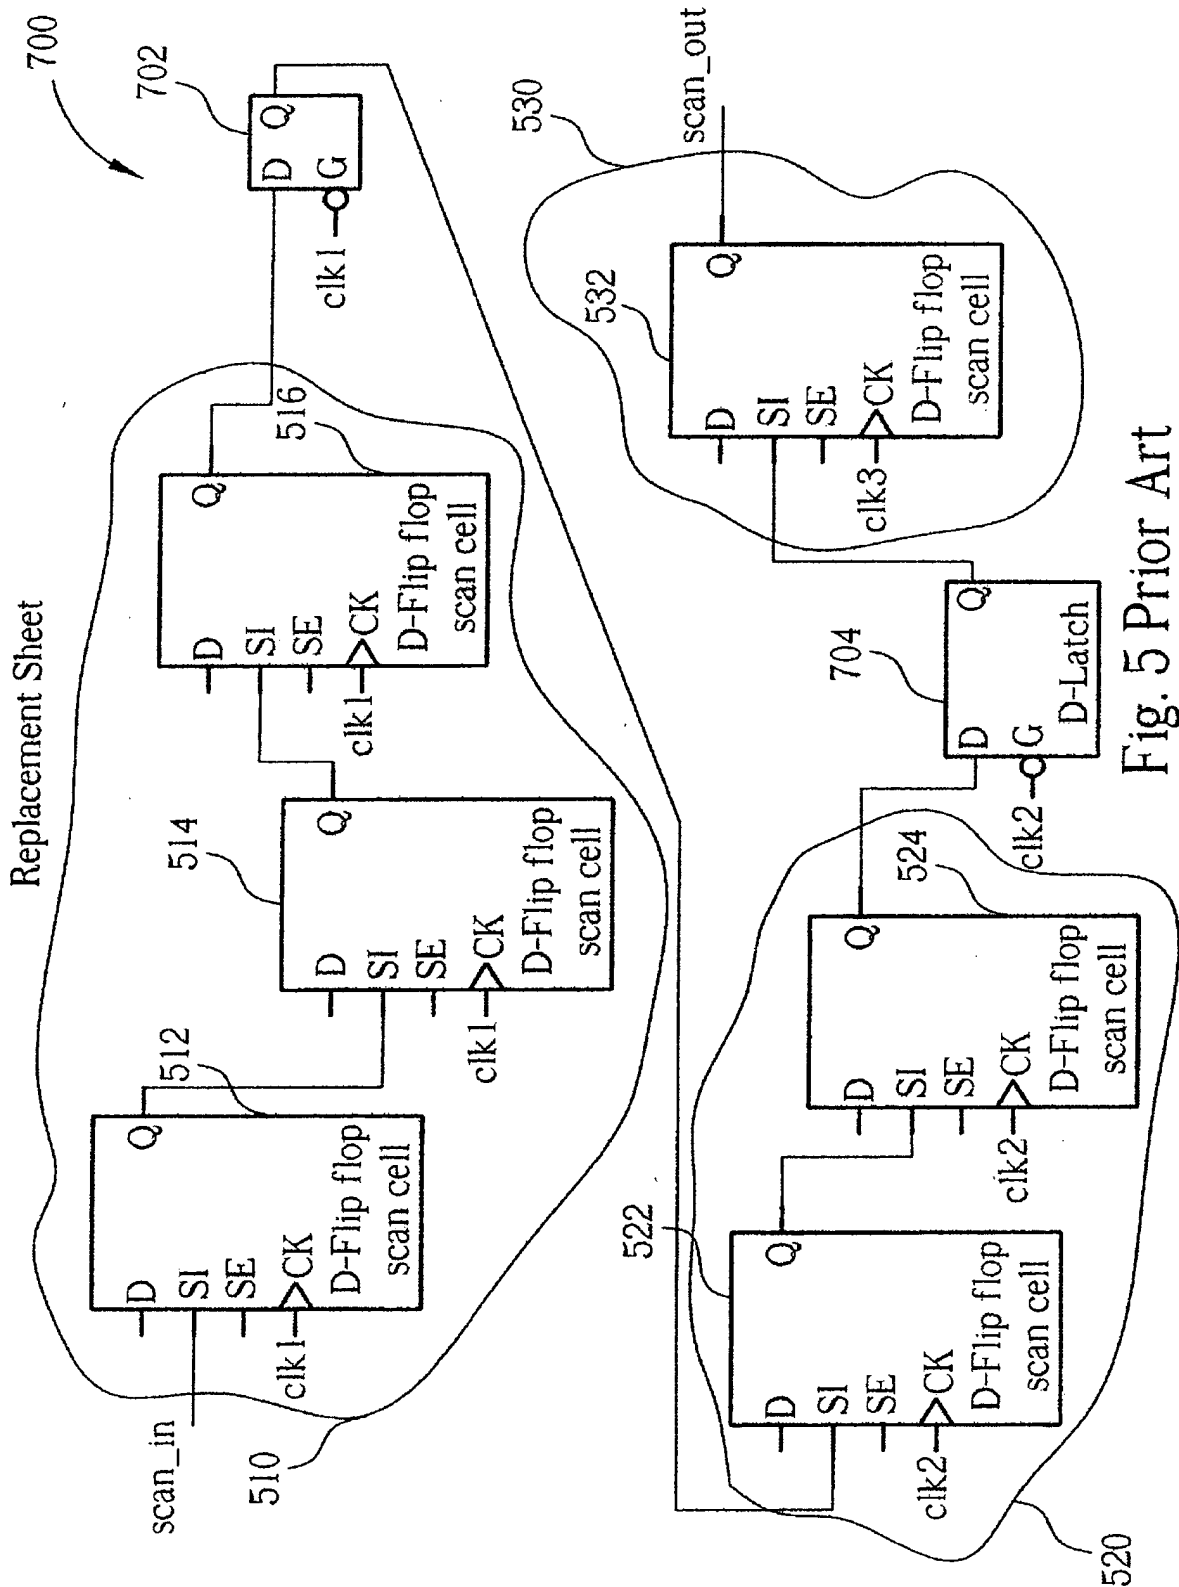 Replacement Sheet
700
scan_in
510
D
SI
SE
CK
clk1
Q
D-Flip flop
scan cell
512
D
SI
SE
CK
clk1
Q
D-Flip flop
scan cell
514
D
SI
SE
CK
clk1
Q
D-Flip flop
scan cell
516
D
Q
G
clk1
702
520
522
D
SI
SE
CK
clk2
Q
D-Flip flop
scan cell
D
SI
SE
CK
clk2
Q
D-Flip flop
scan cell
524
704
D
Q
G
clk2
D-Latch
530
532
D
SI
SE
CK
clk3
Q
D-Flip flop
scan cell
scan_out
Fig. 5 Prior Art